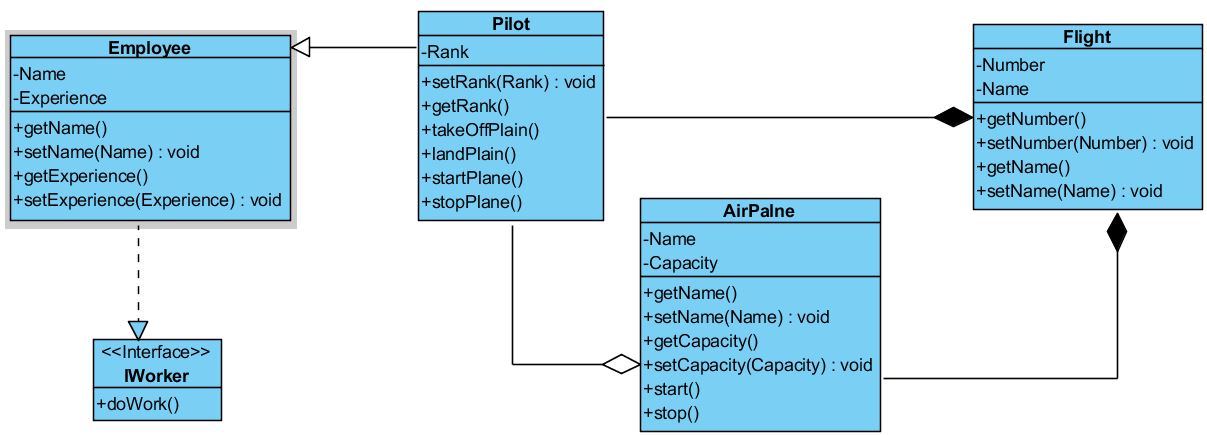 Employee
-Name
-Experience
+getName()
+setName(Name) : void
+getExperience()
+setExperience(Experience) : void
<<Interface>>
IWorker
+doWork()
Pilot
-Rank
+setRank(Rank) : void
+getRank()
+takeOffPlain()
+landPlain()
+startPlane()
+stopPlane()
AirPalne
-Name
-Capacity
+getName()
+setName(Name) : void
+getCapacity()
+setCapacity(Capacity) : void
+start()
+stop()
Flight
-Number
-Name
+getNumber()
+setNumber(Number) : void
+getName()
+setName(Name) : void